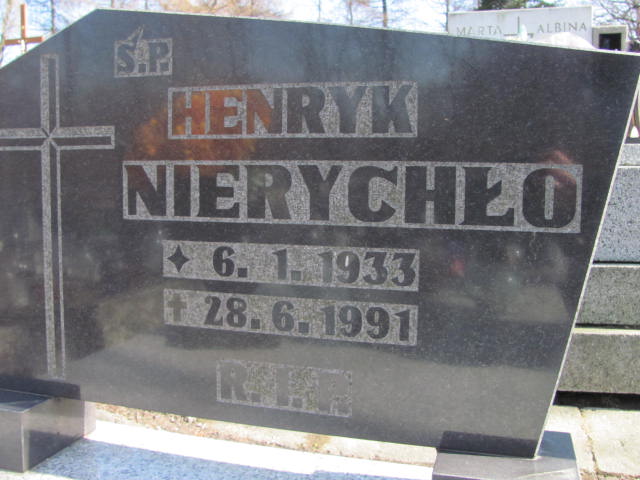 MARTA ALBINA
Ś.P.
HENRYK
NIERYCHŁO
6. 1. 1933
28. 6. 1991
R.I.P.